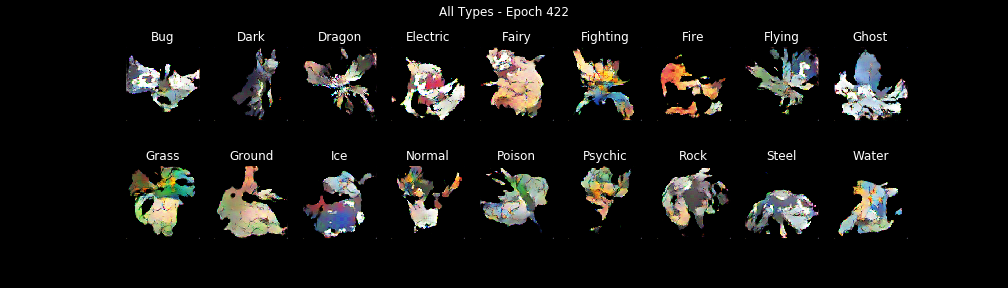 All Types - Epoch 422
Bug Dark Dragon Electric Fairy Fighting Fire Flying Ghost
Grass Ground Ice Normal Poison Psychic Rock Steel Water